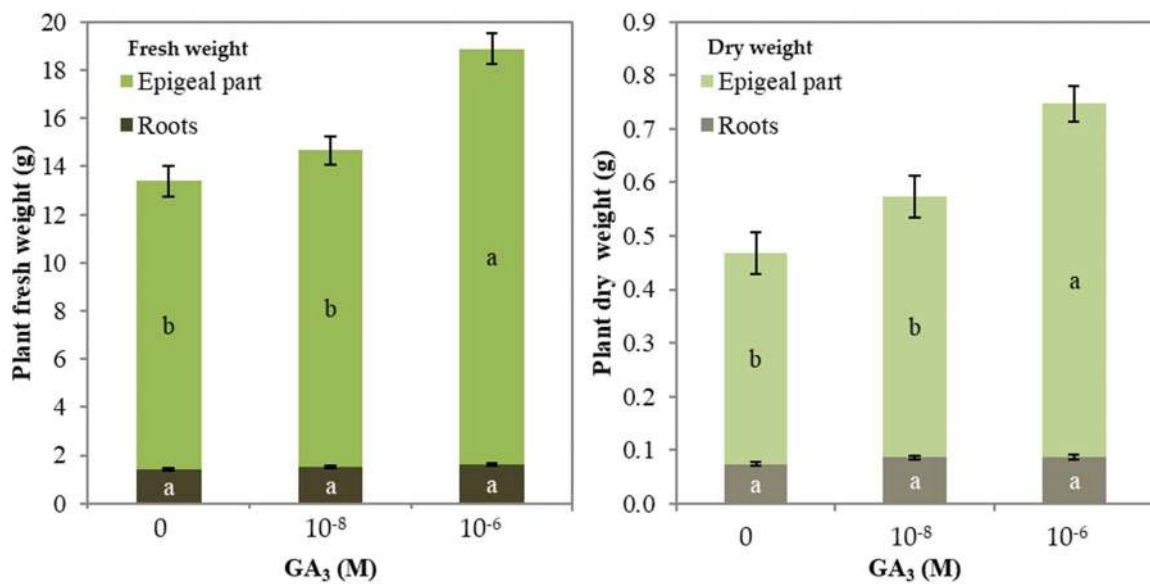 20
18
16
14
12
10
8
6
4
2
0
Plant fresh weight (g)
Fresh weight
Epigeal part
Roots
b
b
a
a
a
a
0
10⁻⁸
10⁻⁶
GA₃ (M)
0.9
0.8
0.7
0.6
0.5
0.4
0.3
0.2
0.1
0.0
Plant dry weight (g)
Dry weight
Epigeal part
Roots
b
b
a
a
a
a
0
10⁻⁸
10⁻⁶
GA₃ (M)